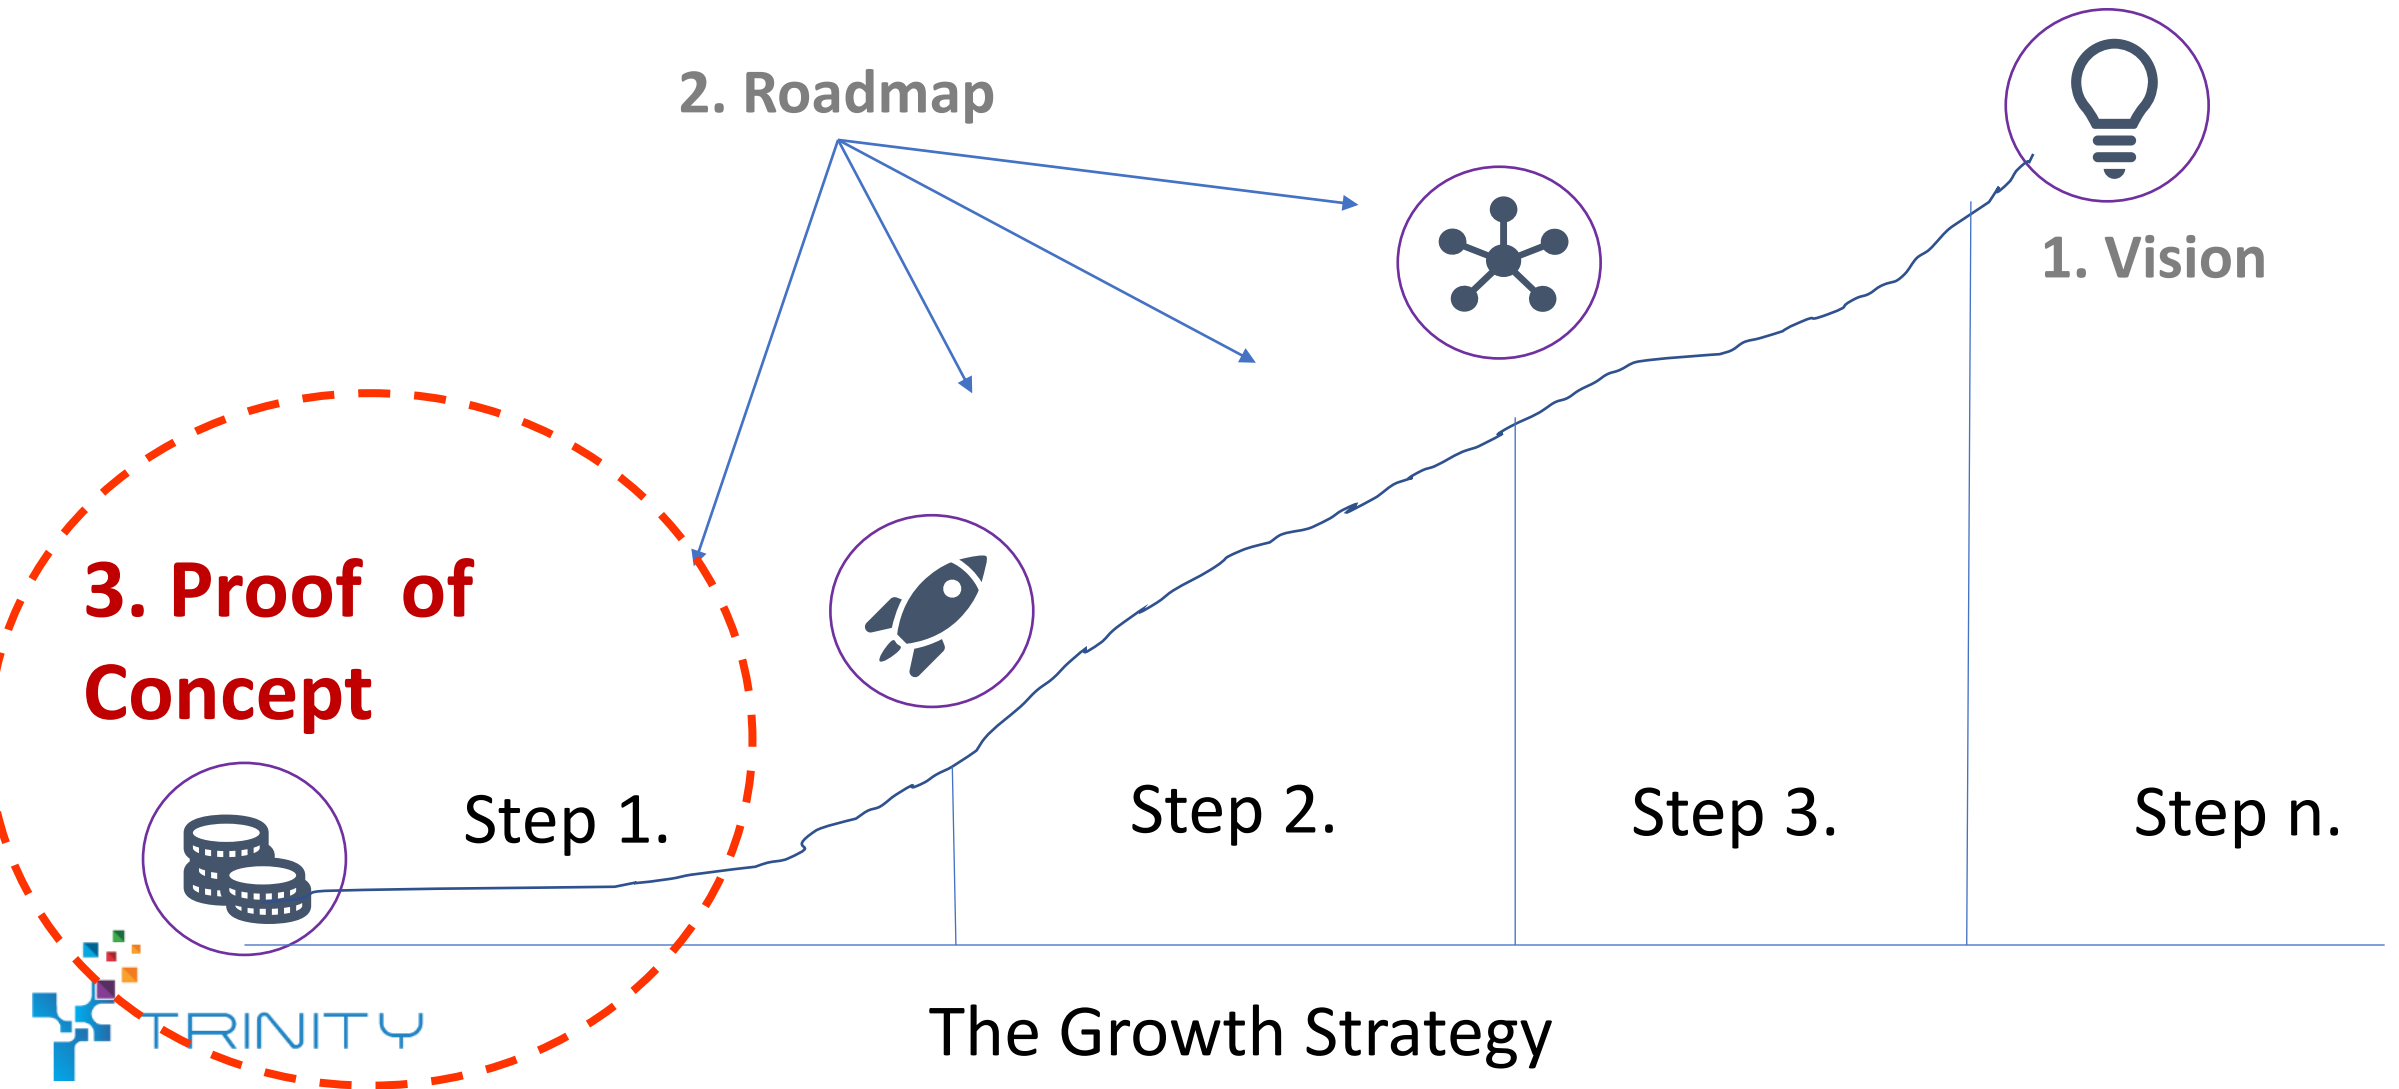 2. Roadmap
1. Vision
3. Proof of
Concept
Step 1.
Step 2.
Step 3.
Step n.
TRINITY
The Growth Strategy